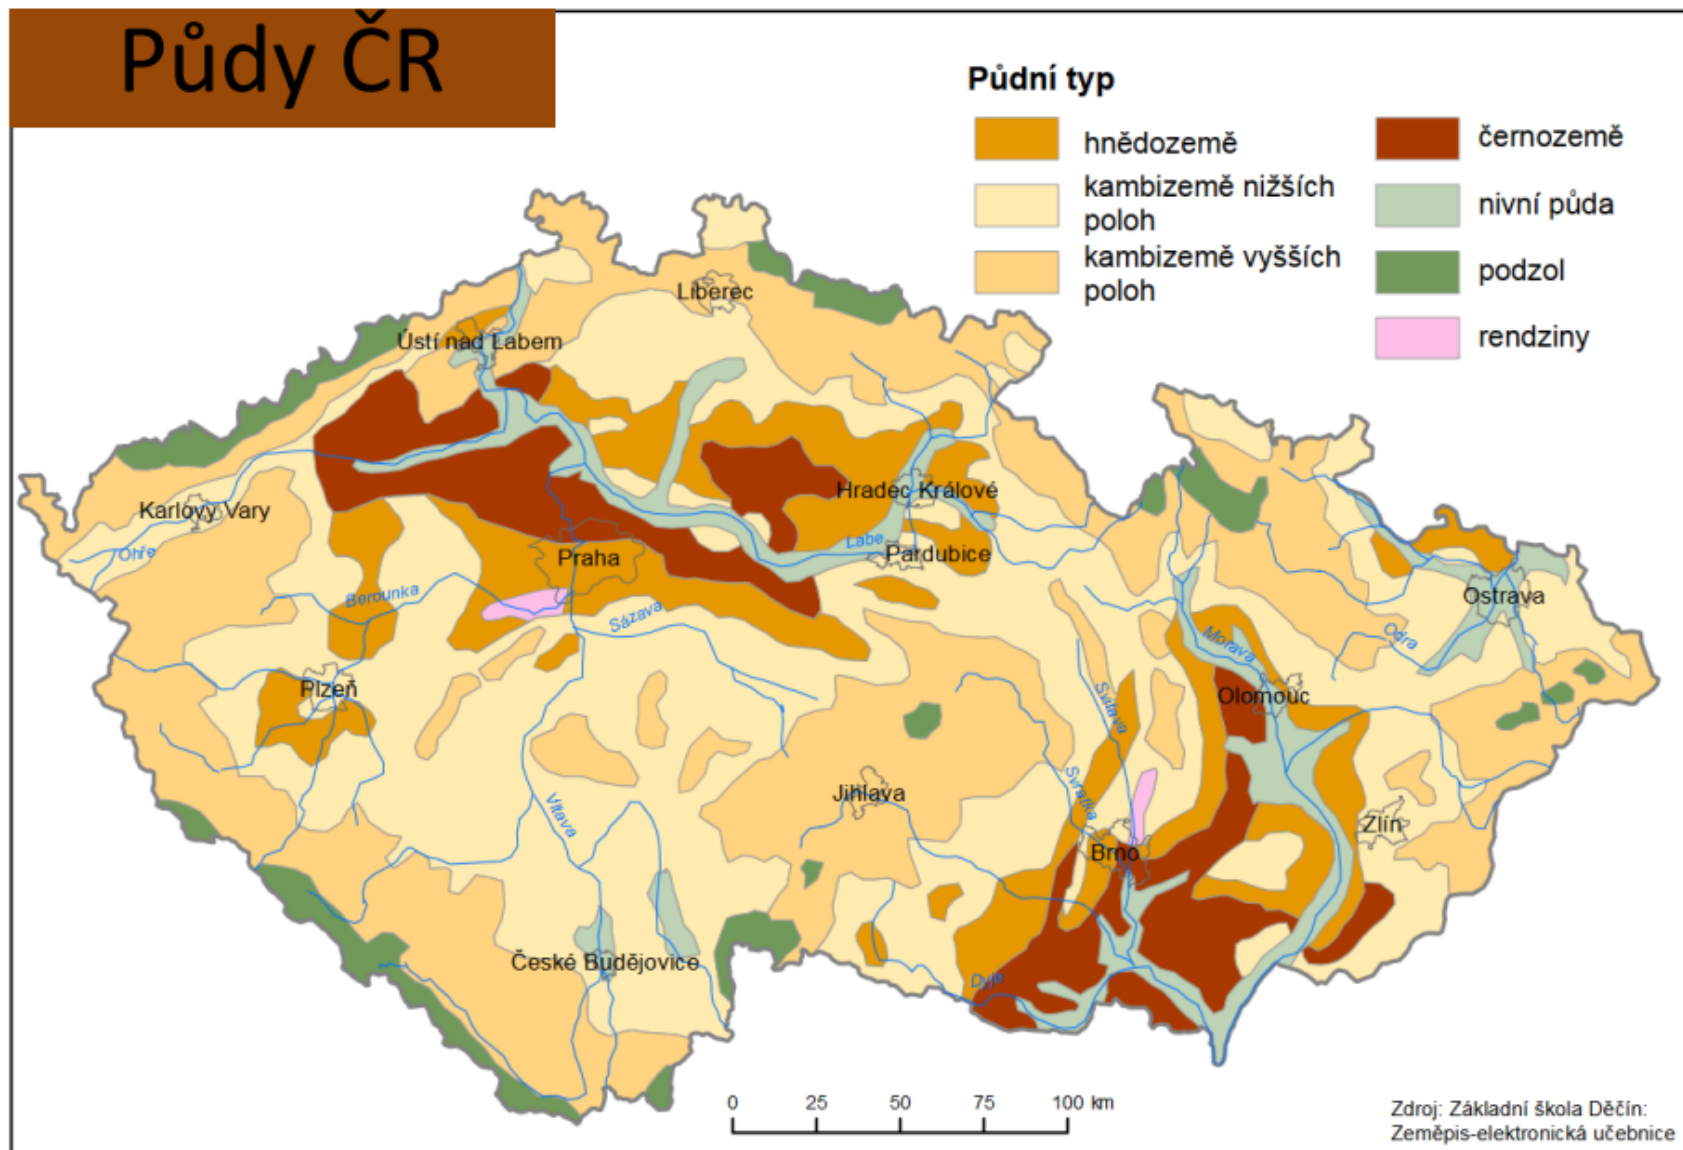 Půdy ČR
Půdní typ
hnědozemě
kambizemě nižších
poloh
kambizemě vyšších
poloh
černozemě
nivní půda
podzol
rendziny
Liberec
Ústí nad Labem
Karlovy Vary
Ohře
Hradec Králové
Labe
Pardubice
Praha
Berounka
Sázava
Ostrava
Odra
Morava
Olomouc
Plzeň
Svitava
Svratka
Jihlava
Vltava
Zlín
Brno
České Budějovice
Dyje
0 25 50 75 100 km
Zdroj: Základní škola Děčín:
Zeměpis-elektronická učebnice